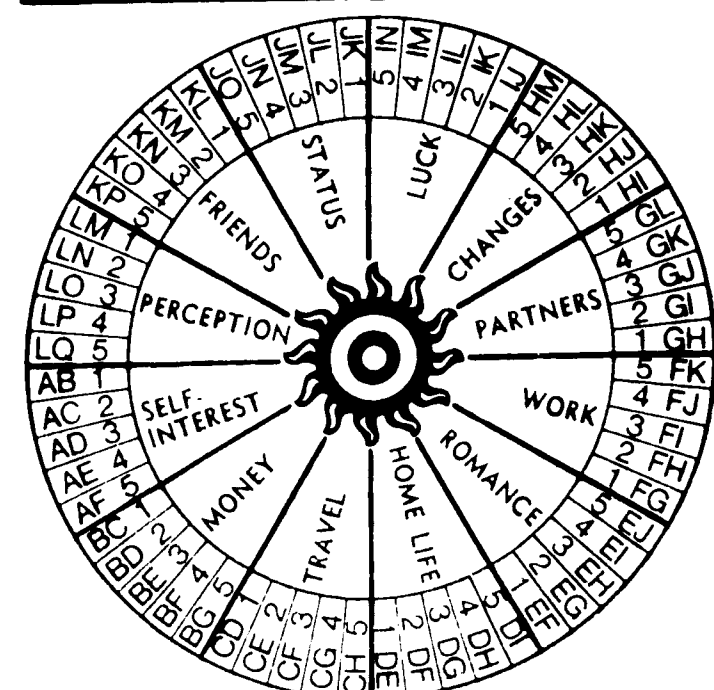 STATUS
JO 5
JN 4
JM 3
JL 2
JK 1
LUCK
IN 5
IM 4
IL 3
IK 2
IJ 1
CHANGES
HM 5
HL 4
HK 3
HJ 2
HI 1
PARTNERS
5 GL
4 GK
3 GJ
2 GI
1 GH
WORK
5 FK
4 FJ
3 FI
2 FH
1 FG
ROMANCE
5 EJ
4 EI
3 EH
2 EG
1 EF
HOME LIFE
5 DI
4 DH
3 DG
2 DF
1 DE
TRAVEL
CH 5
CG 4
CF 3
CE 2
CD 1
MONEY
BG 5
BF 4
BE 3
BD 2
BC 1
SELF-
INTEREST
AB 1
AC 2
AD 3
AE 4
AF 5
PERCEPTION
LM 1
LN 2
LO 3
LP 4
LQ 5
FRIENDS
KL 1
KM 2
KN 3
KO 4
KP 5